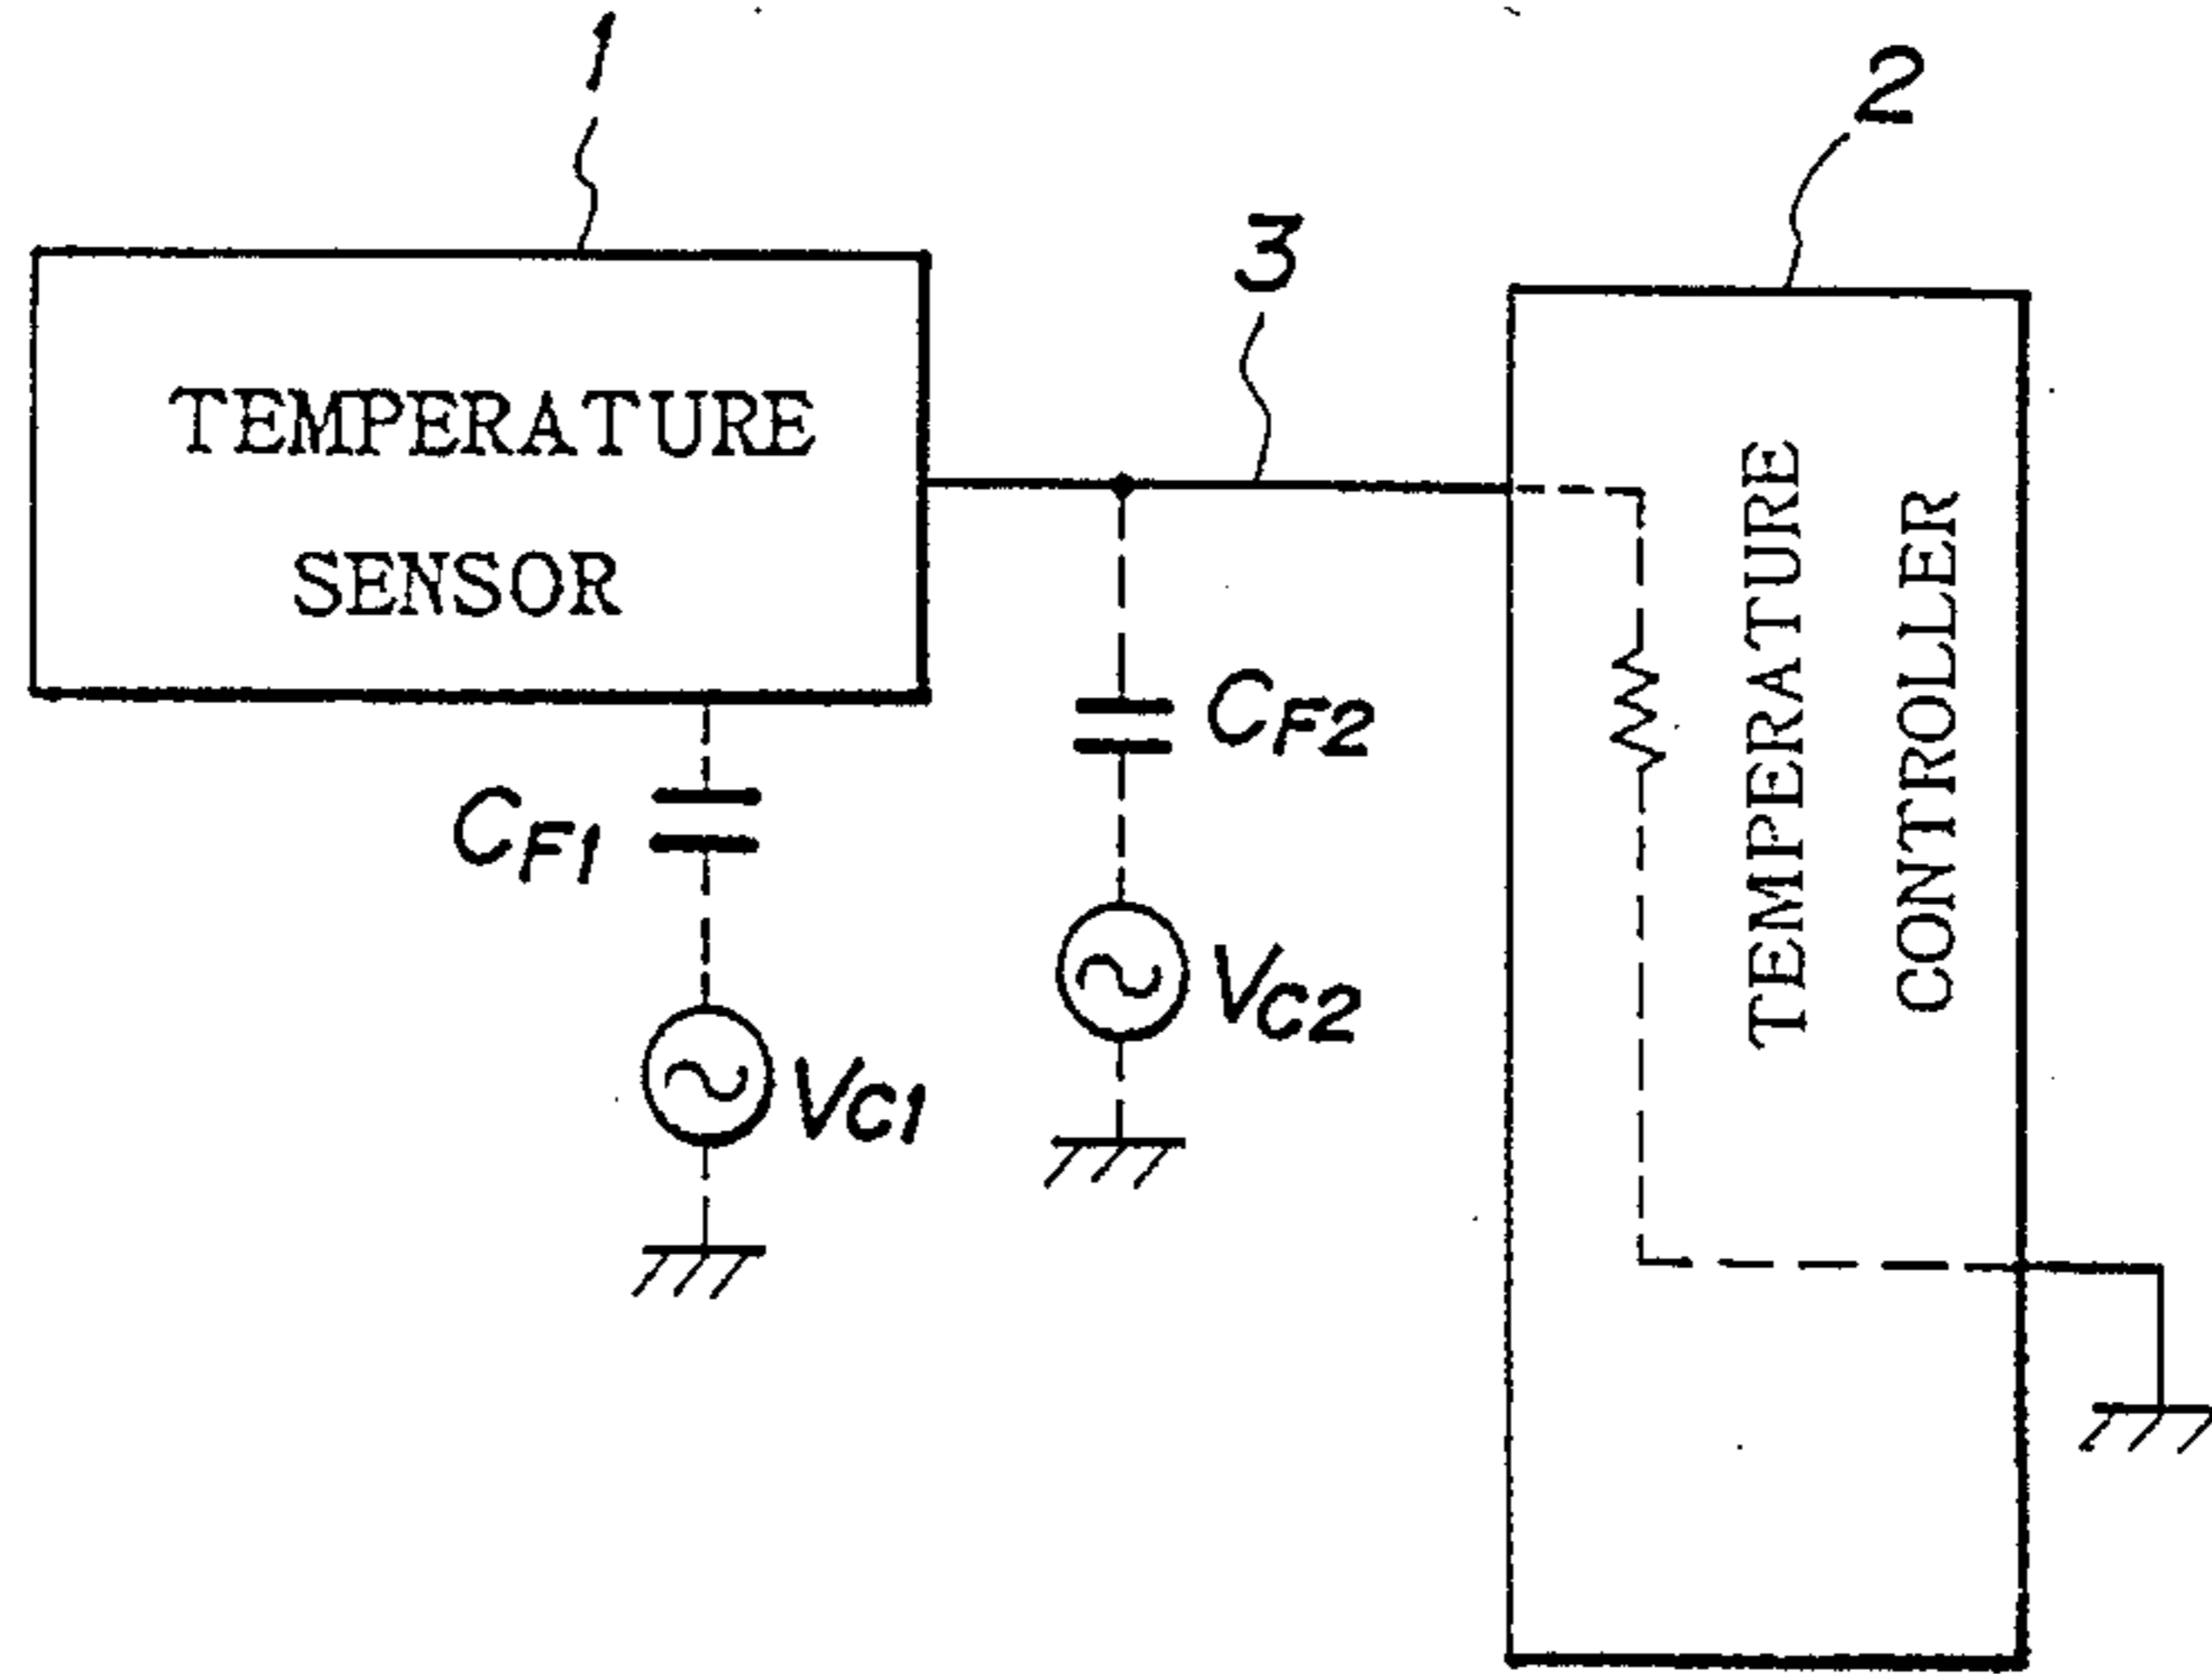 1
2
3
TEMPERATURE
SENSOR
TEMPERATURE
CONTROLLER
CF2
CF1
VC2
VC1